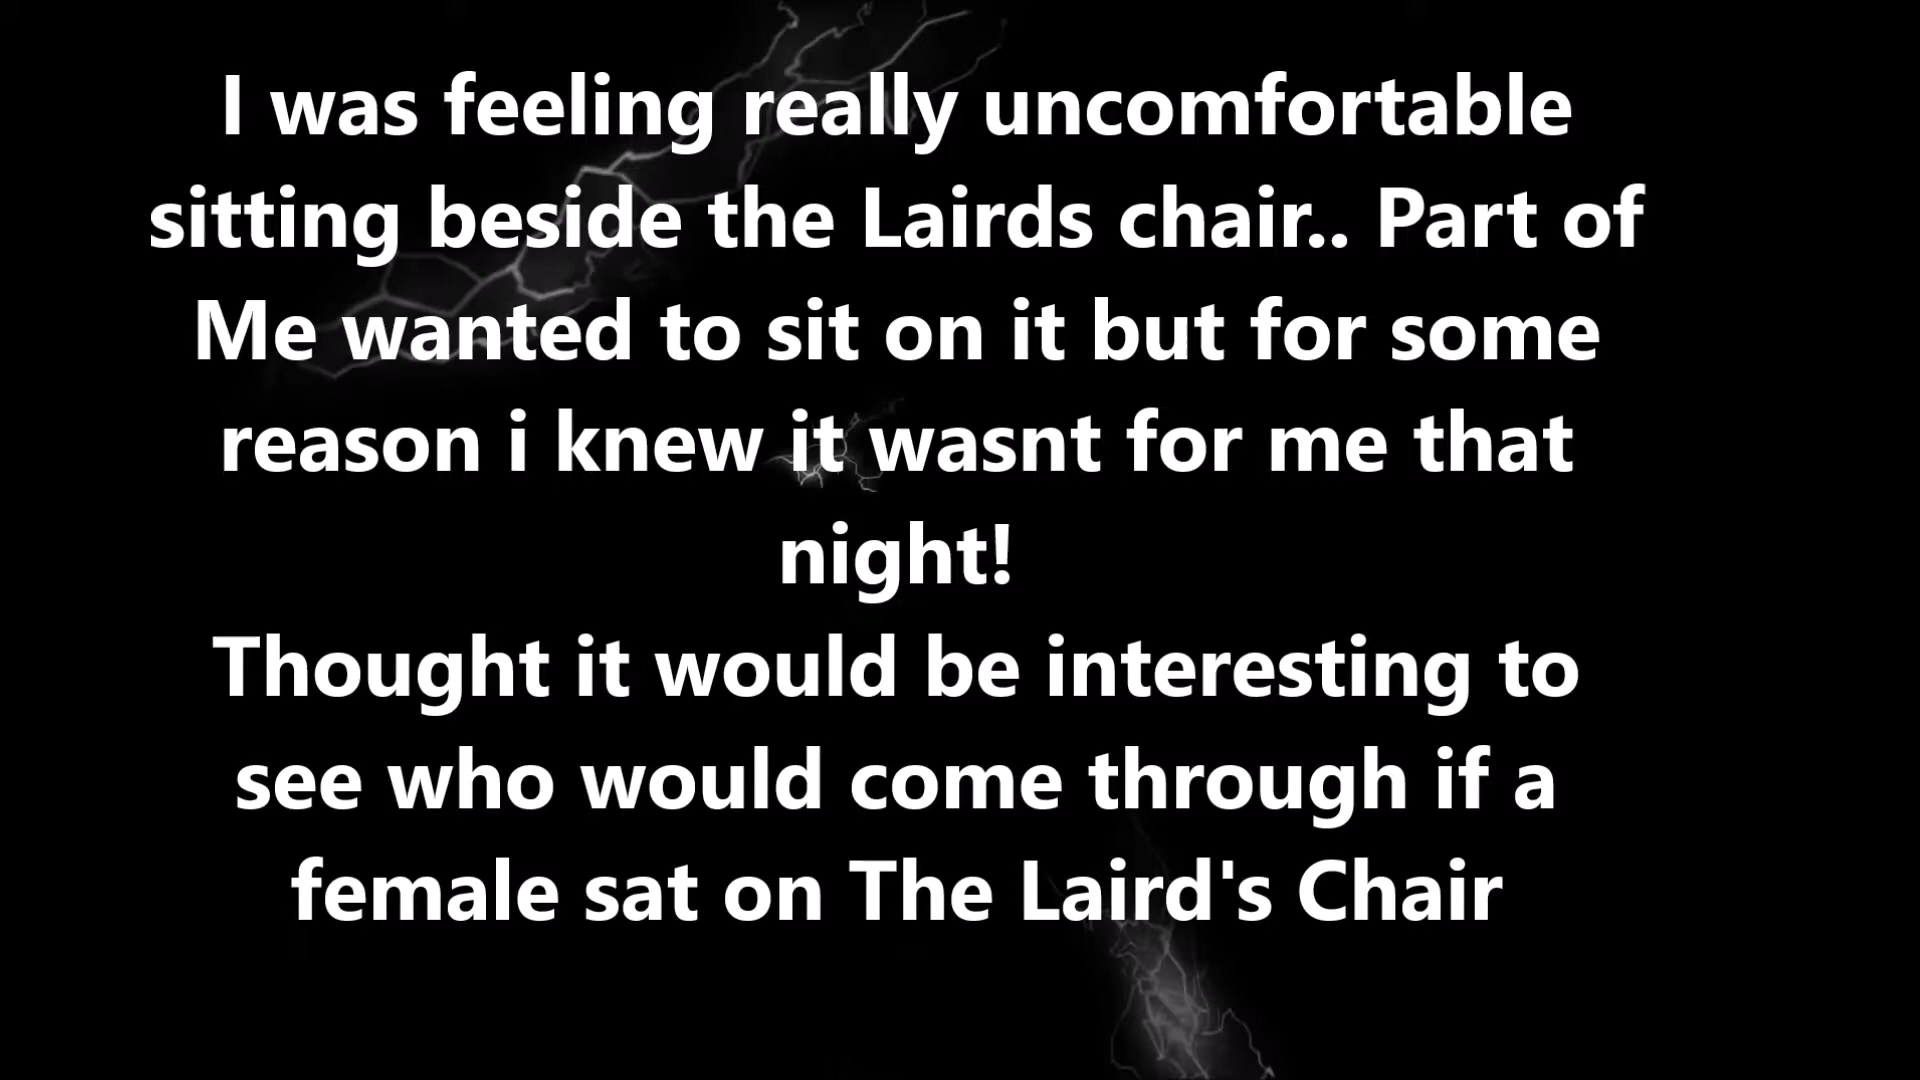 I was feeling really uncomfortable
sitting beside the Lairds chair.. Part of
Me wanted to sit on it but for some
reason i knew it wasnt for me that
night!
Thought it would be interesting to
see who would come through if a
female sat on The Laird's Chair